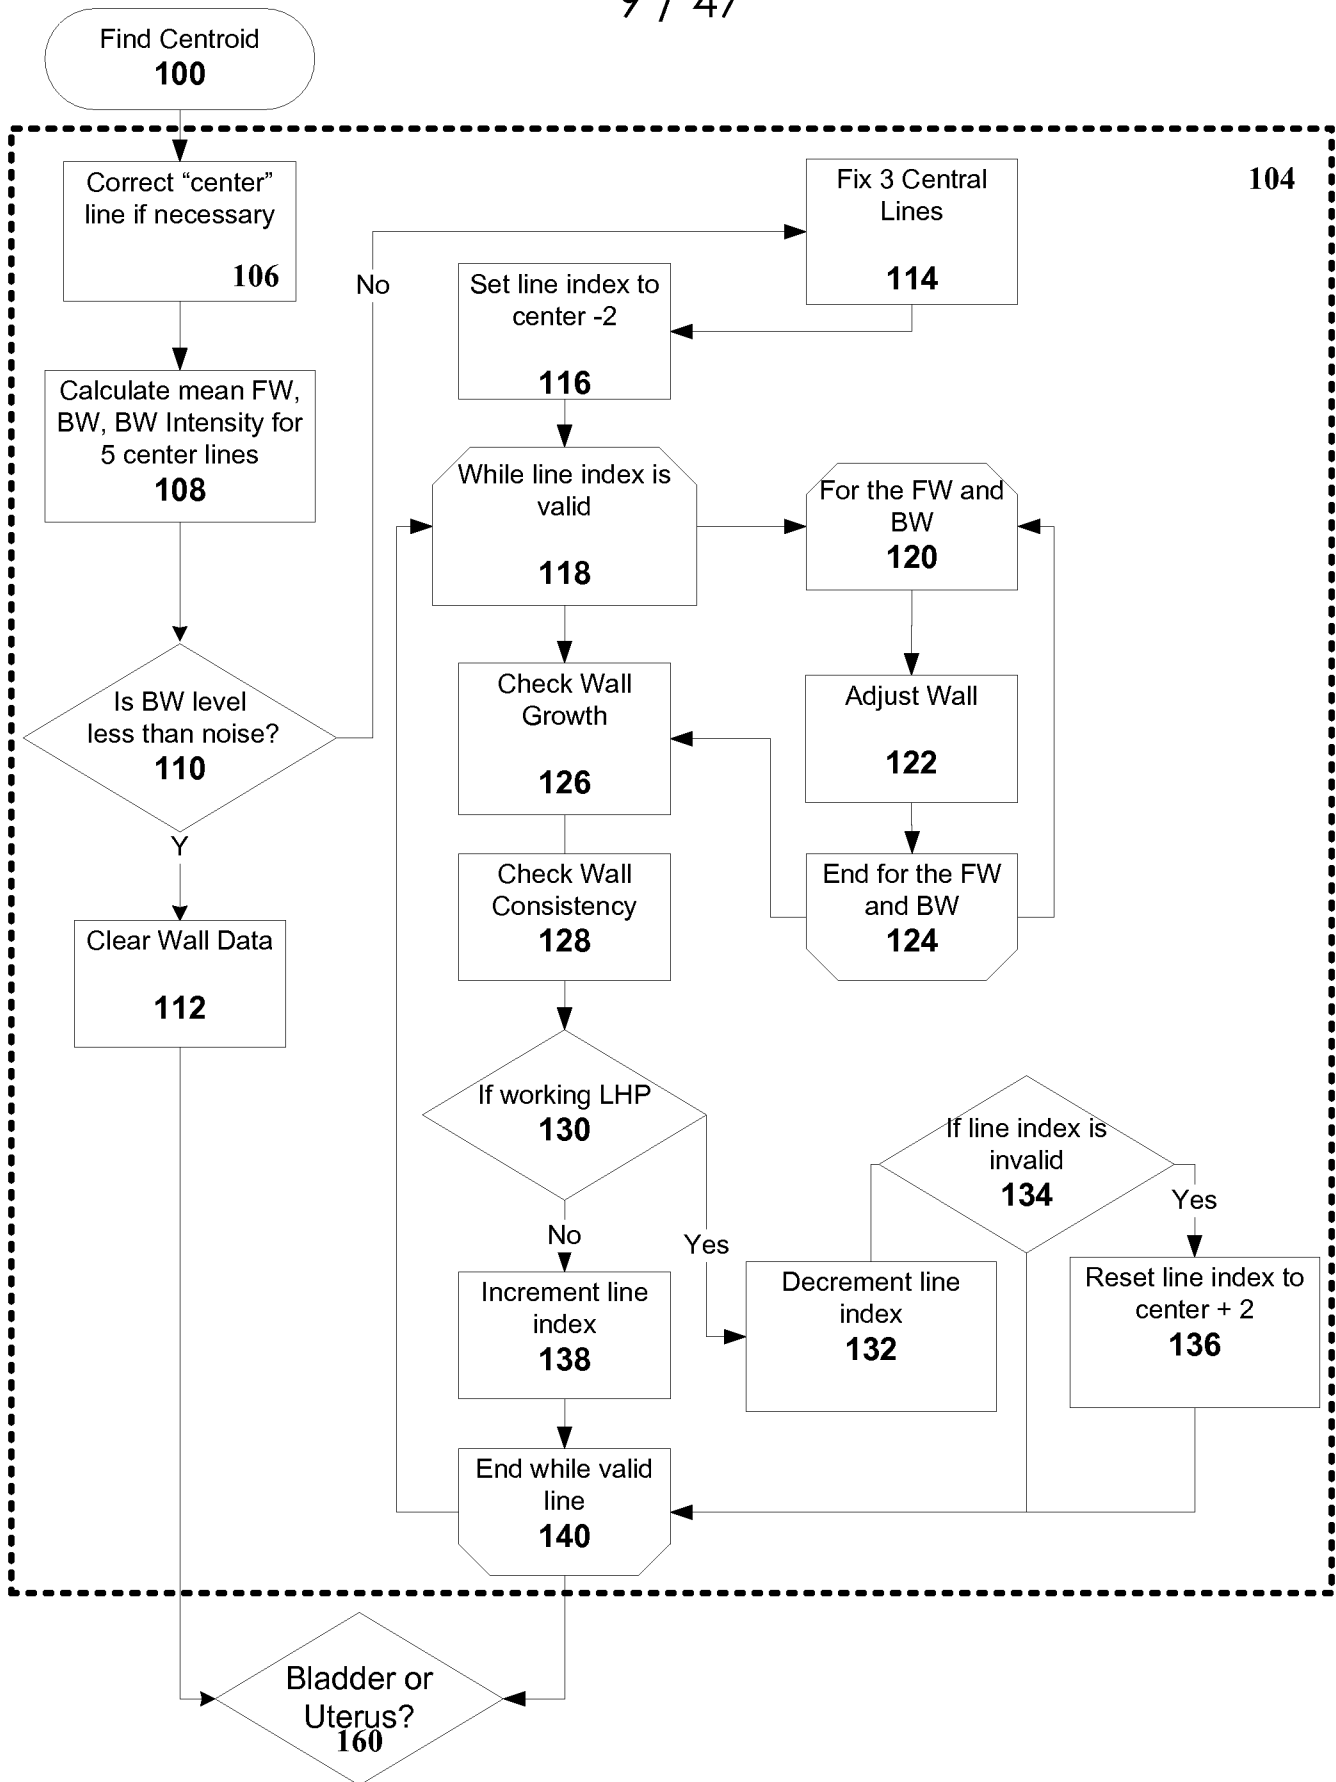 9 / 47
Find Centroid
100
104
Correct “center”
line if necessary
106
Calculate mean FW,
BW, BW Intensity for
5 center lines
108
Is BW level
less than noise?
110
No
Y
Clear Wall Data
112
Fix 3 Central
Lines
114
Set line index to
center -2
116
While line index is
valid
118
For the FW and
BW
120
Adjust Wall
122
End for the FW
and BW
124
Check Wall
Growth
126
Check Wall
Consistency
128
If working LHP
130
No
Yes
Decrement line
index
132
If line index is
invalid
134
Yes
Reset line index to
center + 2
136
Increment line
index
138
End while valid
line
140
Bladder or
Uterus?
160